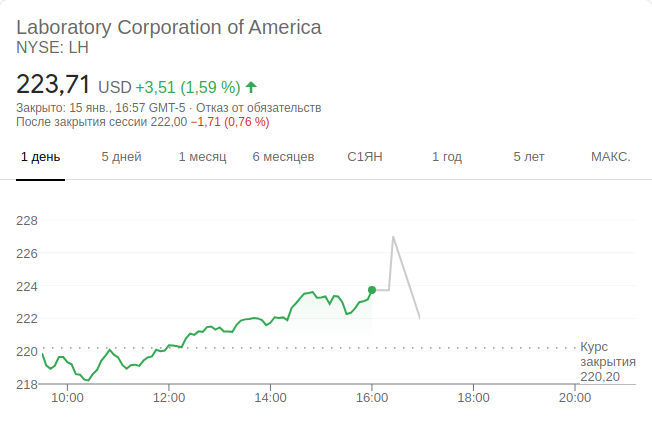 Laboratory Corporation of America
NYSE: LH
223,71 USD +3,51 (1,59 %)
Закрыто: 15 янв., 16:57 GMT-5 · Отказ от обязательств
После закрытия сессии 222,00 −1,71 (0,76 %)
1 день 5 дней 1 месяц 6 месяцев С1ЯН 1 год 5 лет МАКС.
228
226
224
222
220
218
Курс
закрытия
220,20
10:00 12:00 14:00 16:00 18:00 20:00